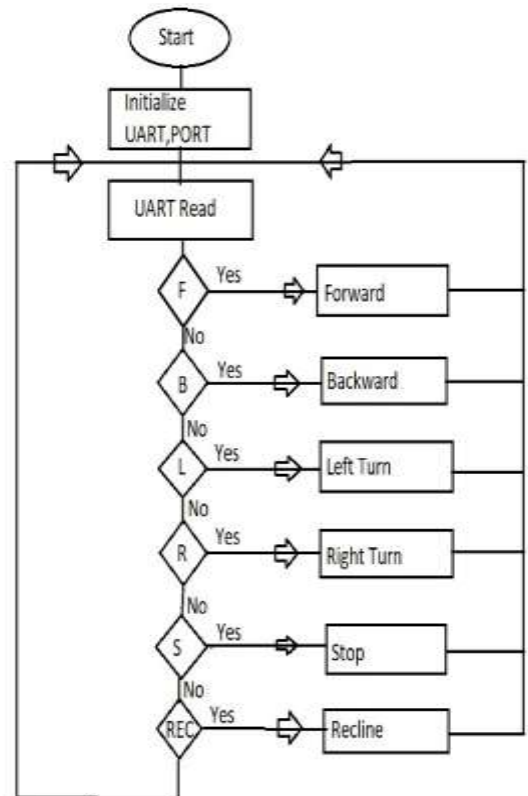 Start
Initialize
UART,PORT
UART Read
F
Yes
Forward
No
B
Yes
Backward
No
L
Yes
Left Turn
No
R
Yes
Right Turn
No
S
Yes
Stop
No
REC
Yes
Recline